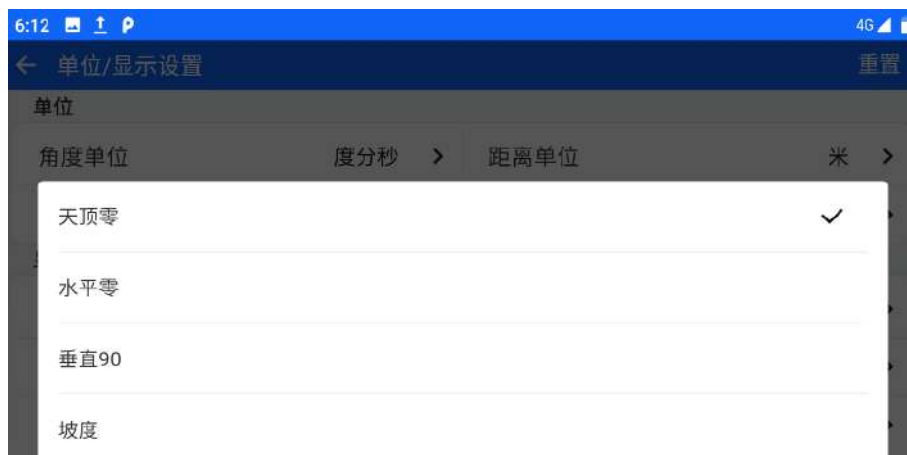 6:12 4G
单位/显示设置 重置
单位
角度单位 度分秒 距离单位 米
天顶零
水平零
垂直90
坡度